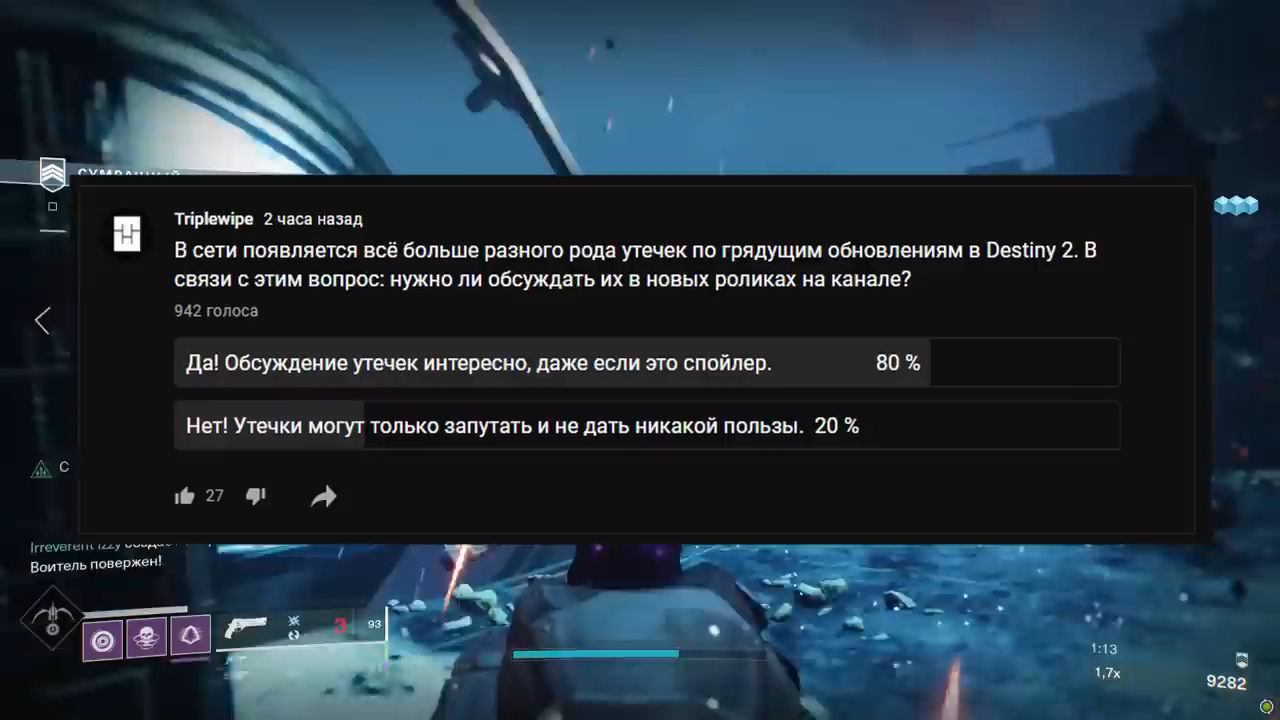 Triplewipe 2 часа назад
В сети появляется всё больше разного рода утечек по грядущим обновлениям в Destiny 2. В
связи с этим вопрос: нужно ли обсуждать их в новых роликах на канале?
942 голоса
Да! Обсуждение утечек интересно, даже если это спойлер. 80 %
Нет! Утечки могут только запутать и не дать никакой пользы. 20 %
27
С
Irreverent Izzy
Воитель повержен!
3 93
1:13
1,7x
9282